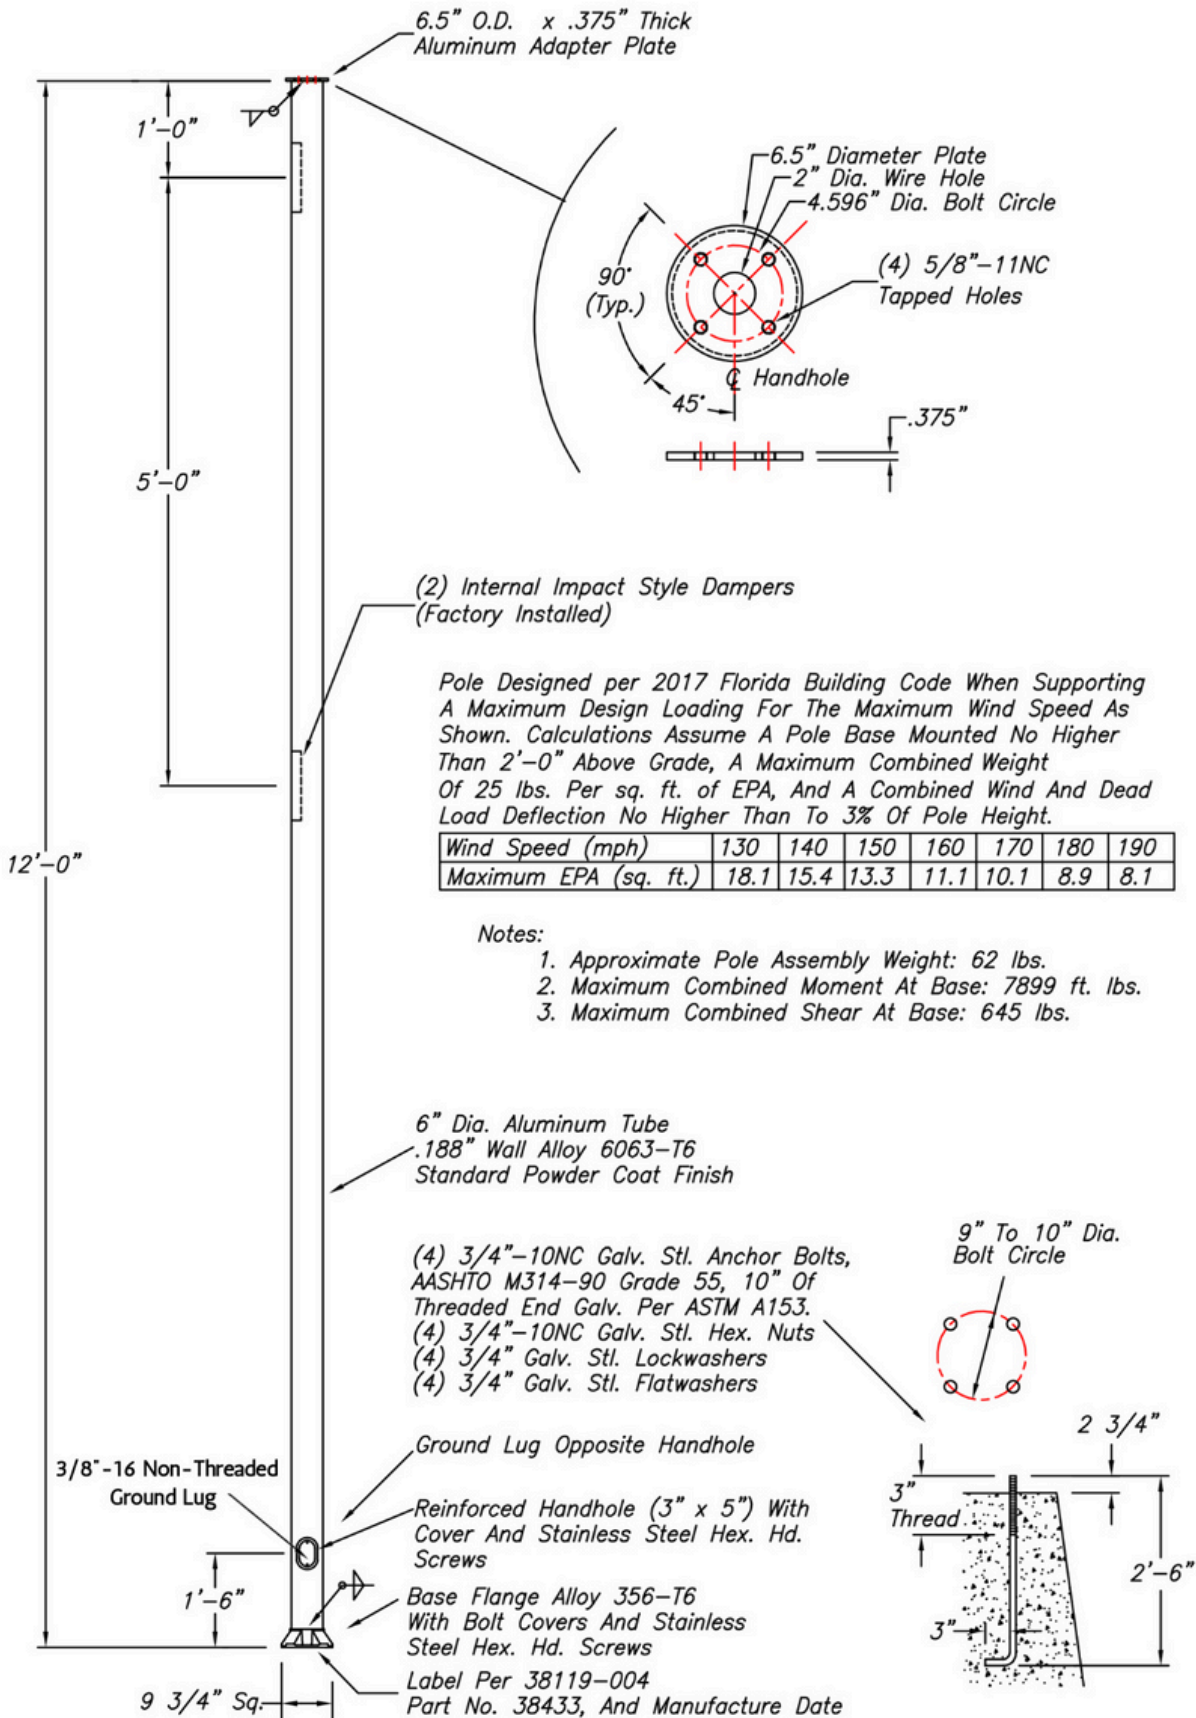 6.5” O.D. x .375” Thick
Aluminum Adapter Plate
1’-0”
6.5” Diameter Plate
2” Dia. Wire Hole
4.596” Dia. Bolt Circle
(4) 5/8”-11NC
Tapped Holes
90°
(Typ.)
℄ Handhole
45°
.375”
5’-0”
(2) Internal Impact Style Dampers
(Factory Installed)
Pole Designed per 2017 Florida Building Code When Supporting
A Maximum Design Loading For The Maximum Wind Speed As
Shown. Calculations Assume A Pole Base Mounted No Higher
Than 2’-0” Above Grade, A Maximum Combined Weight
Of 25 lbs. Per sq. ft. of EPA, And A Combined Wind And Dead
Load Deflection No Higher Than To 3% Of Pole Height.
Wind Speed (mph) 130 140 150 160 170 180 190
Maximum EPA (sq. ft.) 18.1 15.4 13.3 11.1 10.1 8.9 8.1
12’-0”
Notes:
1. Approximate Pole Assembly Weight: 62 lbs.
2. Maximum Combined Moment At Base: 7899 ft. lbs.
3. Maximum Combined Shear At Base: 645 lbs.
6” Dia. Aluminum Tube
.188” Wall Alloy 6063-T6
Standard Powder Coat Finish
(4) 3/4”-10NC Galv. Stl. Anchor Bolts,
AASHTO M314-90 Grade 55, 10” Of
Threaded End Galv. Per ASTM A153.
(4) 3/4”-10NC Galv. Stl. Hex. Nuts
(4) 3/4” Galv. Stl. Lockwashers
(4) 3/4” Galv. Stl. Flatwashers
9” To 10” Dia.
Bolt Circle
Ground Lug Opposite Handhole
3/8"-16 Non-Threaded
Ground Lug
Reinforced Handhole (3” x 5”) With
Cover And Stainless Steel Hex. Hd.
Screws
1’-6”
Base Flange Alloy 356-T6
With Bolt Covers And Stainless
Steel Hex. Hd. Screws
Label Per 38119-004
Part No. 38433, And Manufacture Date
9 3/4” Sq.
2 3/4”
3”
Thread
2’-6”
3”